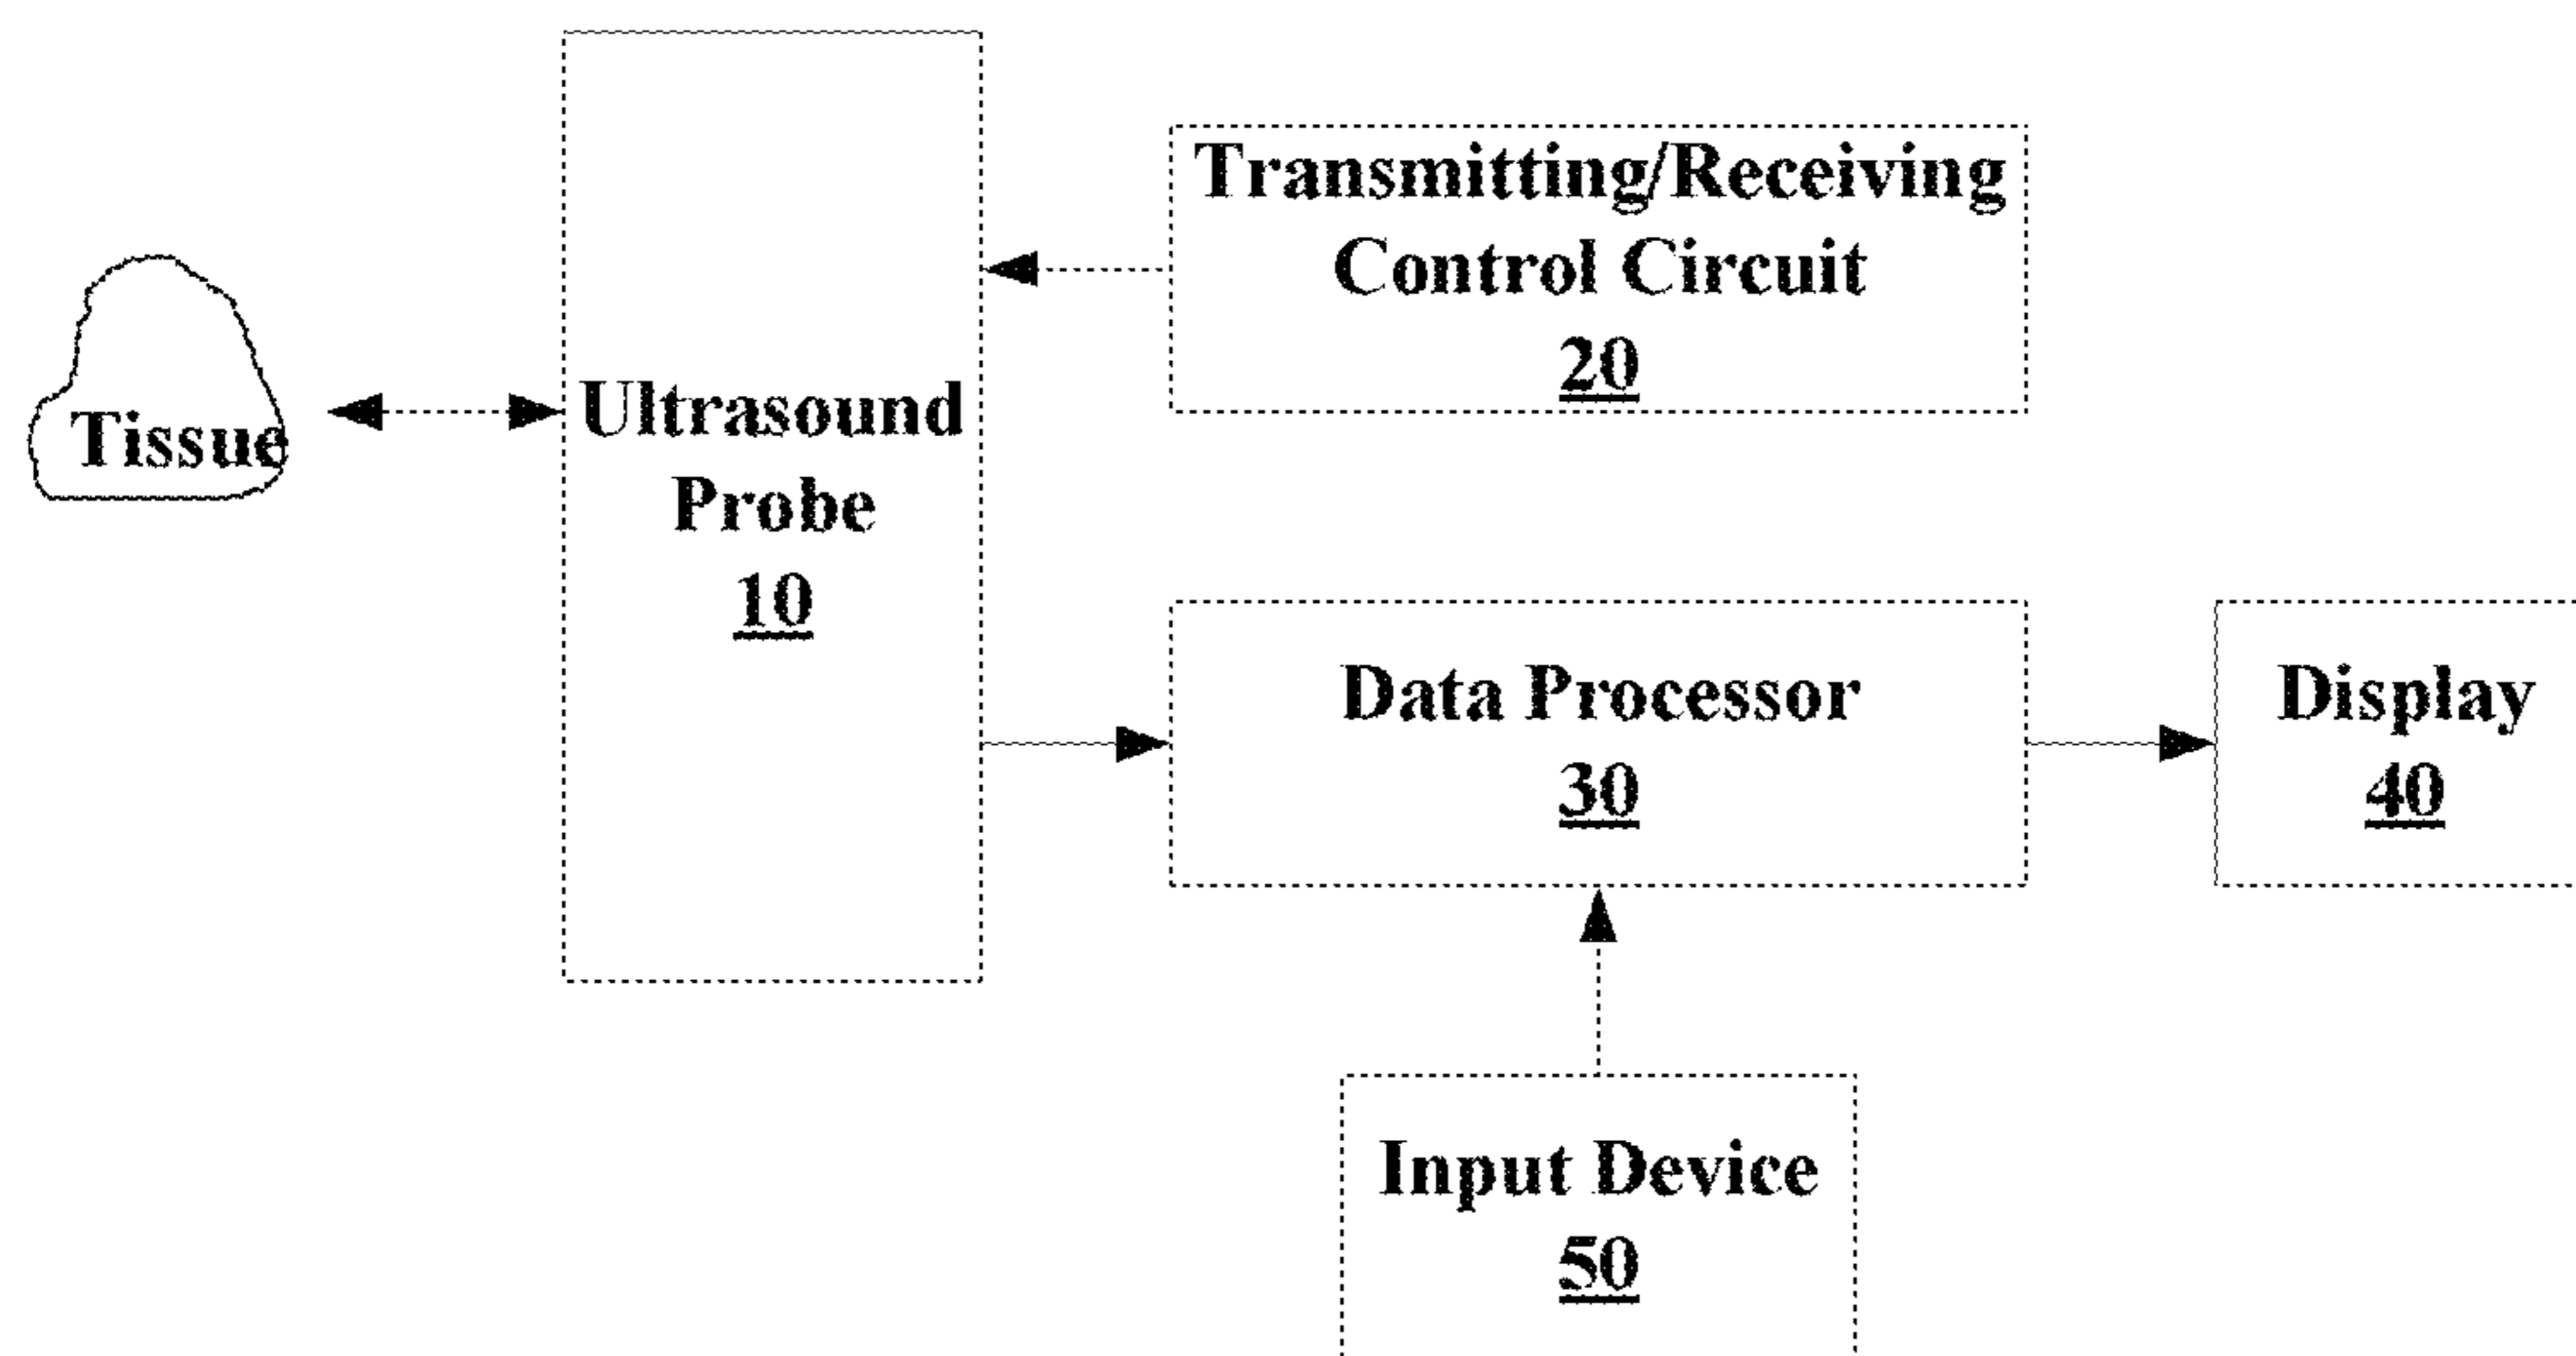 Transmitting/Receiving
Control Circuit
20
Tissue
Ultrasound
Probe
10
Data Processor
30
Display
40
Input Device
50